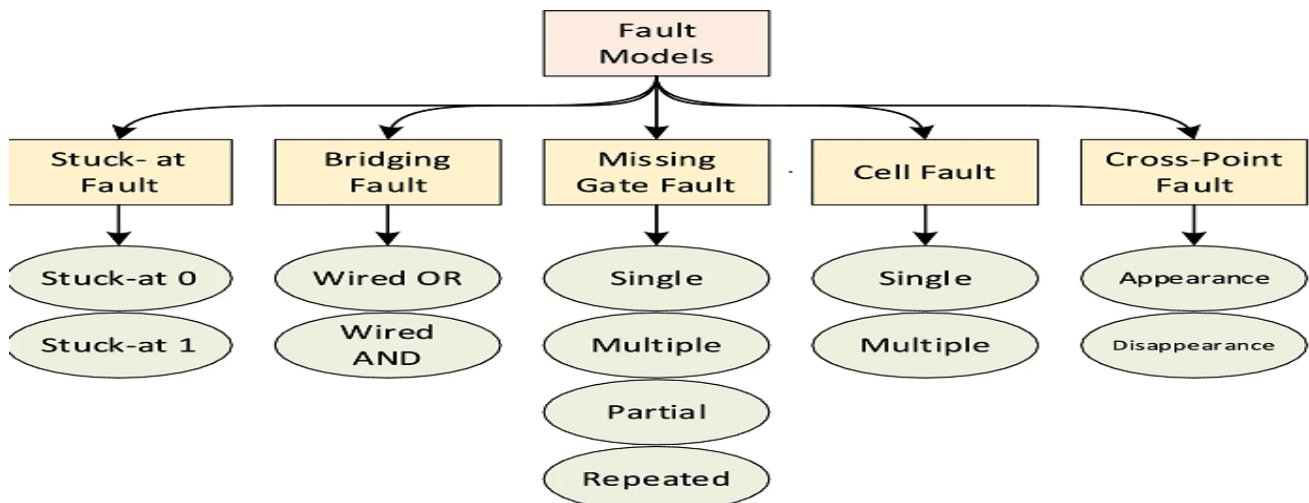 Fault
Models
Stuck- at
Fault
Bridging
Fault
Missing
Gate Fault
Cell Fault
Cross-Point
Fault
Stuck-at 0
Stuck-at 1
Wired OR
Wired
AND
Single
Multiple
Partial
Repeated
Single
Multiple
Appearance
Disappearance